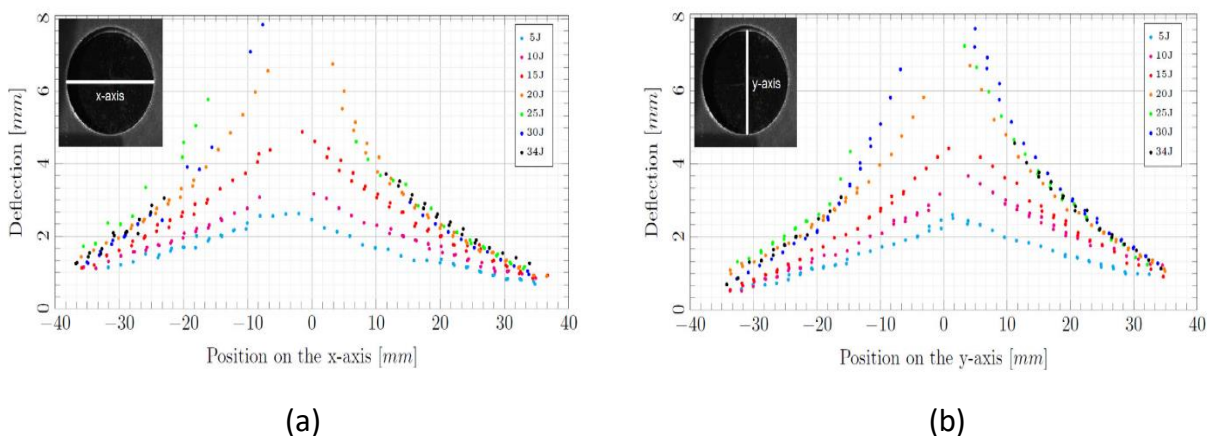 8
6
4
2
0
Deflection [mm]
x-axis
5J
10J
15J
20J
25J
30J
34J
−40
−30
−20
−10
0
10
20
30
40
Position on the x-axis [mm]
(a)
8
6
4
2
0
Deflection [mm]
y-axis
5J
10J
15J
20J
25J
30J
34J
−40
−30
−20
−10
0
10
20
30
40
Position on the y-axis [mm]
(b)